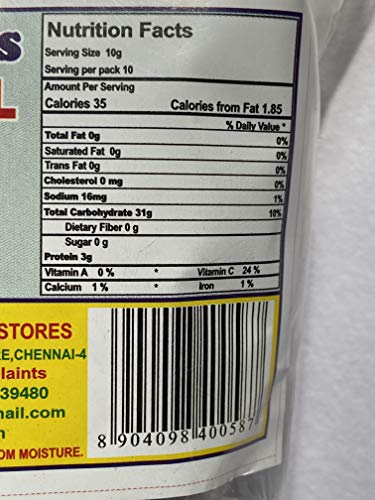 S
L
Nutrition Facts
Serving Size 10g
Serving per pack 10
Amount Per Serving
Calories 35 Calories from Fat 1.85
% Daily Value *
Total Fat 0g 0%
Saturated Fat 0g 0%
Trans Fat 0g 0%
Cholesterol 0 mg 0%
Sodium 16mg 1%
Total Carbohydrate 31g 10%
Dietary Fiber 0 g
Sugar 0 g
Protein 3g
Vitamin A 0 % * Vitamin C 24 %
Calcium 1 % * Iron 1 %
STORES
RE,CHENNAI-4
plaints
39480
mail.com
m
OM MOISTURE.
8 904098 400587